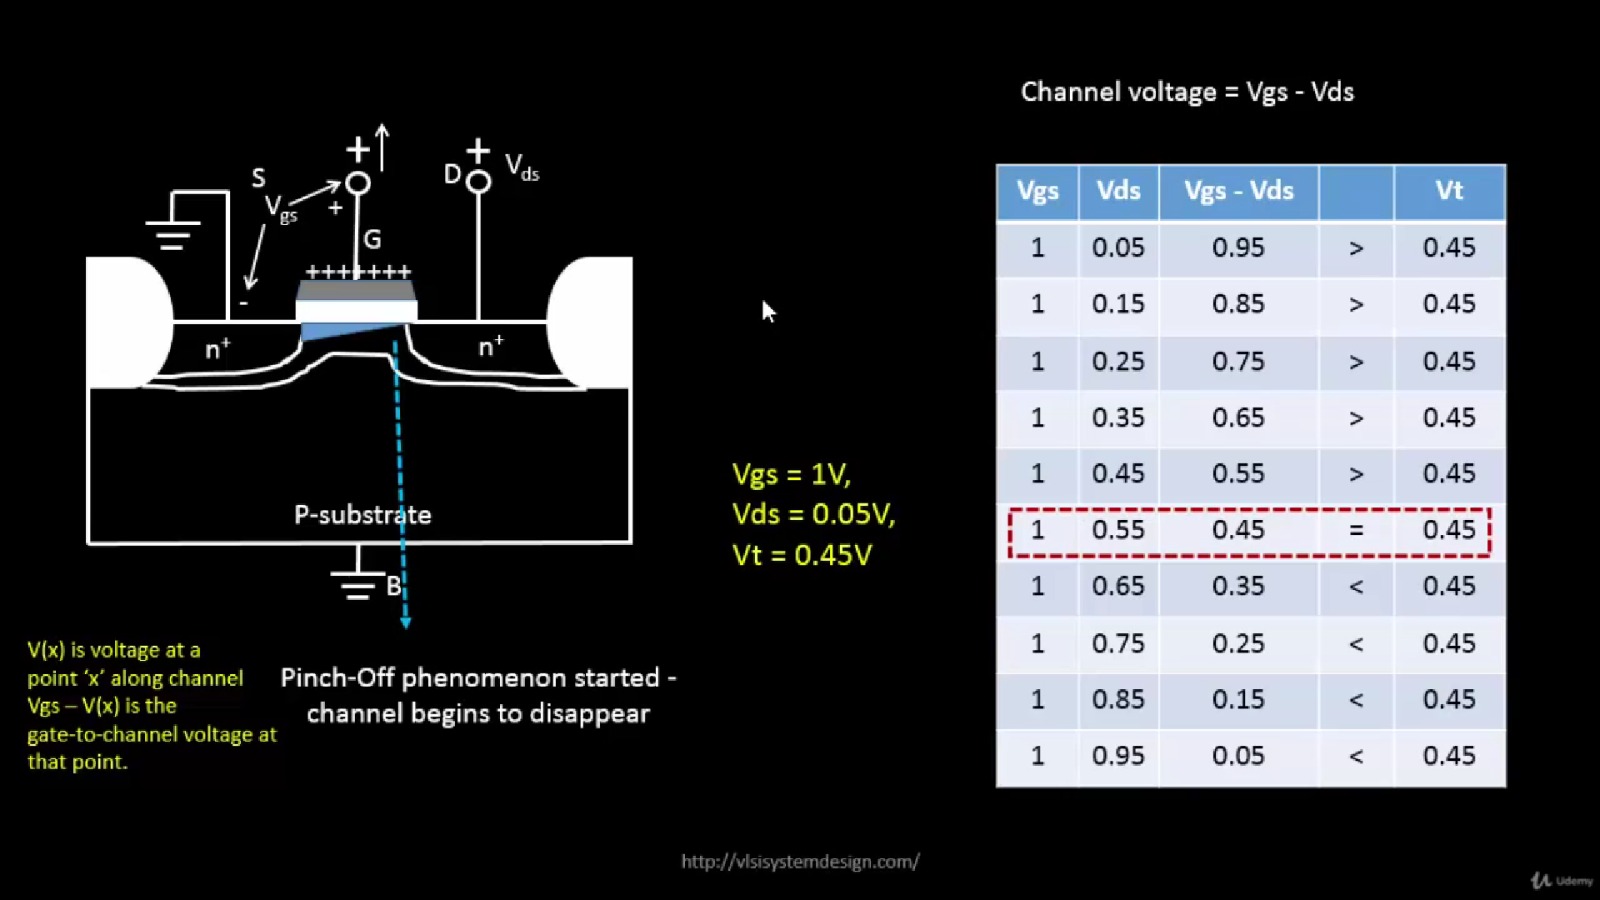 Channel voltage = Vgs - Vds
+ +
S
Vgs
+
G
D
Vds
+++++++
-
n+
n+
P-substrate
B
V(x) is voltage at a
point ‘x’ along channel
Vgs – V(x) is the
gate-to-channel voltage at
that point.
Pinch-Off phenomenon started -
channel begins to disappear
Vgs = 1V,
Vds = 0.05V,
Vt = 0.45V
Vgs Vds Vgs - Vds Vt
1 0.05 0.95 > 0.45
1 0.15 0.85 > 0.45
1 0.25 0.75 > 0.45
1 0.35 0.65 > 0.45
1 0.45 0.55 > 0.45
1 0.55 0.45 = 0.45
1 0.65 0.35 < 0.45
1 0.75 0.25 < 0.45
1 0.85 0.15 < 0.45
1 0.95 0.05 < 0.45
http://vlsisystemdesign.com/
Udemy